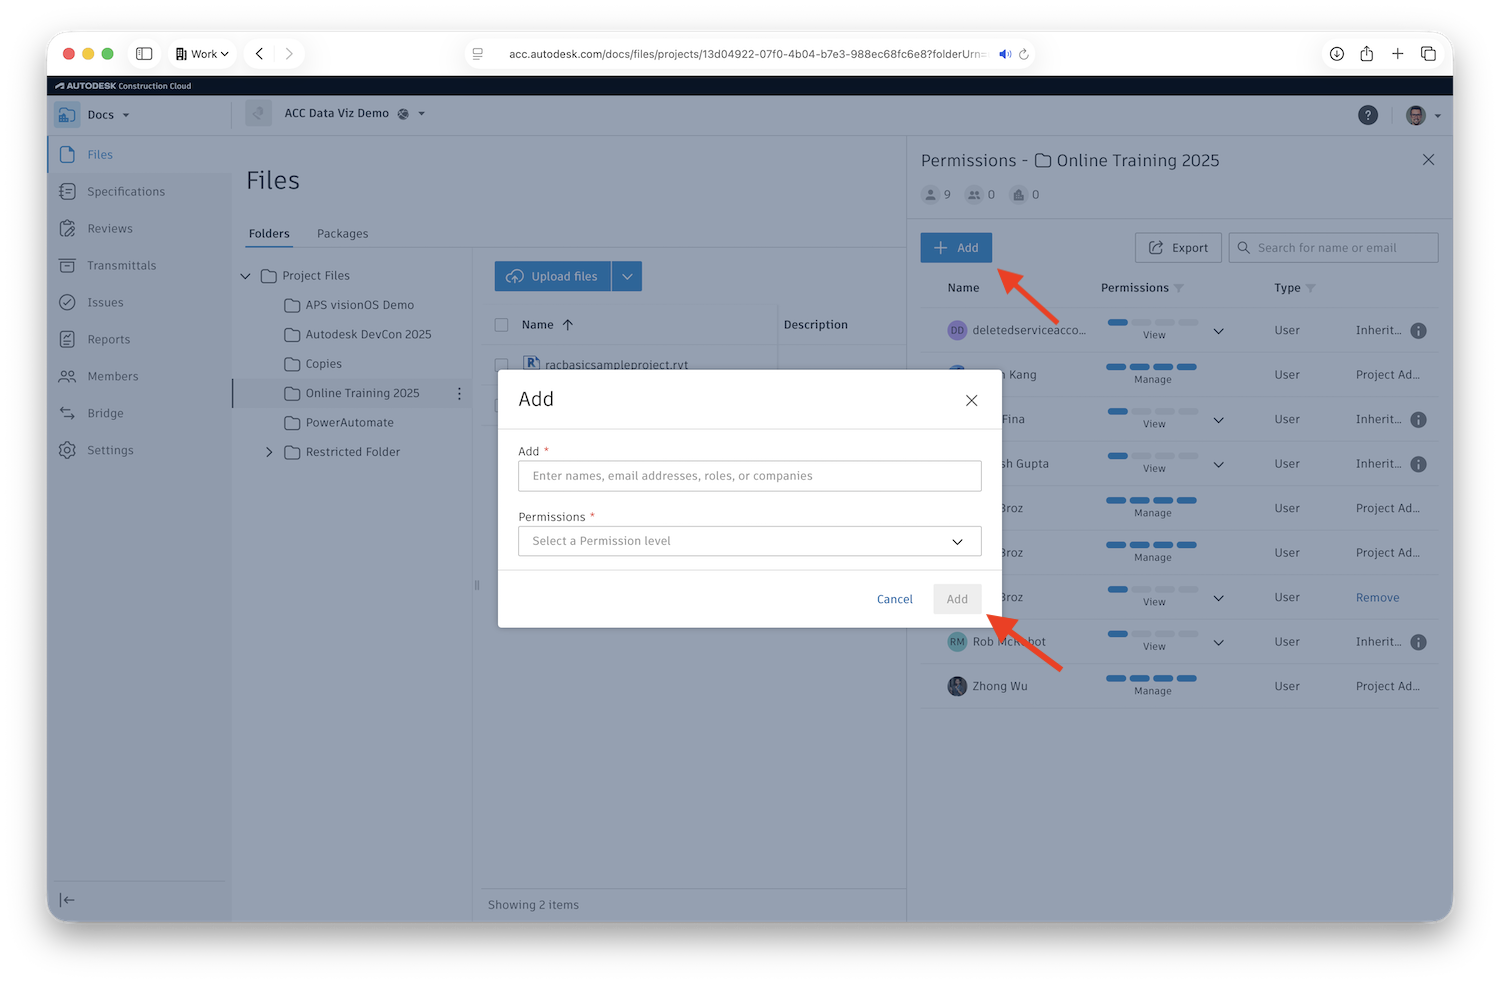 Work
acc.autodesk.com/docs/files/projects/13d04922-07f0-4b04-b7e3-988ec68fc6e8?folderUrn=
AUTODESK Construction Cloud
Docs
ACC Data Viz Demo
?
Files
Specifications
Reviews
Transmittals
Issues
Reports
Members
Bridge
Settings
Files
Folders
Packages
Project Files
APS visionOS Demo
Autodesk DevCon 2025
Copies
Online Training 2025
PowerAutomate
Restricted Folder
Upload files
Name
Description
R
racbasicsampleproject.rvt
Showing 2 items
Permissions - Online Training 2025
9
0
0
Add
Export
Search for name or email
Name
Permissions
Type
DD deletedserviceacco... View User Inherit...
Kang Manage User Project Ad...
Fina View User Inherit...
sh Gupta View User Inherit...
Broz Manage User Project Ad...
Broz Manage User Project Ad...
Broz View User Remove
RM Rob McRobot View User Inherit...
Zhong Wu Manage User Project Ad...
Add
Add *
Enter names, email addresses, roles, or companies
Permissions *
Select a Permission level
Cancel
Add